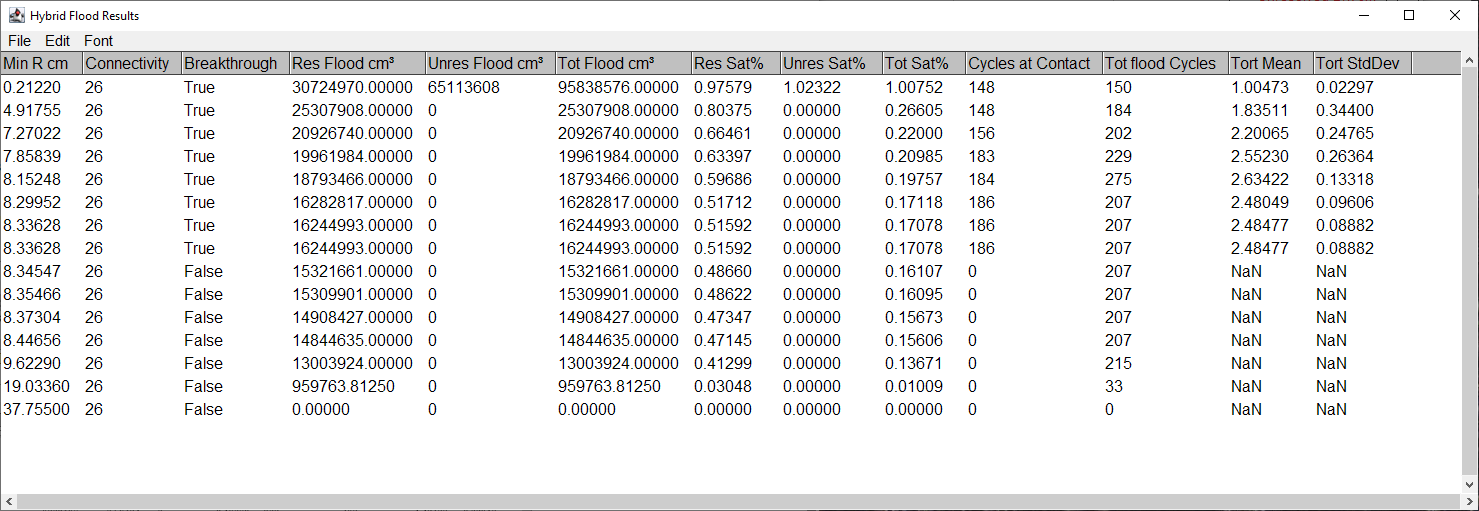 Hybrid Flood Results
File Edit Font
Min R cm Connectivity Breakthrough Res Flood cm³ Unres Flood cm³ Tot Flood cm³ Res Sat% Unres Sat% Tot Sat% Cycles at Contact Tot flood Cycles Tort Mean Tort StdDev
0.21220 26 True 30724970.00000 65113608 95838576.00000 0.97579 1.02322 1.00752 148 150 1.00473 0.02297
4.91755 26 True 25307908.00000 0 25307908.00000 0.80375 0.00000 0.26605 148 184 1.83511 0.34400
7.27022 26 True 20926740.00000 0 20926740.00000 0.66461 0.00000 0.22000 156 202 2.20065 0.24765
7.85839 26 True 19961984.00000 0 19961984.00000 0.63397 0.00000 0.20985 183 229 2.55230 0.26364
8.15248 26 True 18793466.00000 0 18793466.00000 0.59686 0.00000 0.19757 184 275 2.63422 0.13318
8.29952 26 True 16282817.00000 0 16282817.00000 0.51712 0.00000 0.17118 186 207 2.48049 0.09606
8.33628 26 True 16244993.00000 0 16244993.00000 0.51592 0.00000 0.17078 186 207 2.48477 0.08882
8.33628 26 True 16244993.00000 0 16244993.00000 0.51592 0.00000 0.17078 186 207 2.48477 0.08882
8.34547 26 False 15321661.00000 0 15321661.00000 0.48660 0.00000 0.16107 0 207 NaN NaN
8.35466 26 False 15309901.00000 0 15309901.00000 0.48622 0.00000 0.16095 0 207 NaN NaN
8.37304 26 False 14908427.00000 0 14908427.00000 0.47347 0.00000 0.15673 0 207 NaN NaN
8.44656 26 False 14844635.00000 0 14844635.00000 0.47145 0.00000 0.15606 0 207 NaN NaN
9.62290 26 False 13003924.00000 0 13003924.00000 0.41299 0.00000 0.13671 0 215 NaN NaN
19.03360 26 False 959763.81250 0 959763.81250 0.03048 0.00000 0.01009 0 33 NaN NaN
37.75500 26 False 0.00000 0 0.00000 0.00000 0.00000 0.00000 0 0 NaN NaN